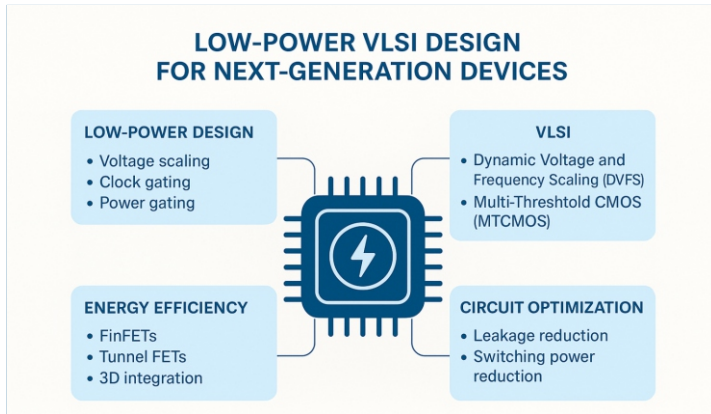 LOW-POWER VLSI DESIGN
FOR NEXT-GENERATION DEVICES
LOW-POWER DESIGN
• Voltage scaling
• Clock gating
• Power gating
VLSI
• Dynamic Voltage and
Frequency Scaling (DVFS)
• Multi-Threshtold CMOS
(MTCMOS)
ENERGY EFFICIENCY
• FinFETs
• Tunnel FETs
• 3D integration
CIRCUIT OPTIMIZATION
• Leakage reduction
• Switching power
reduction